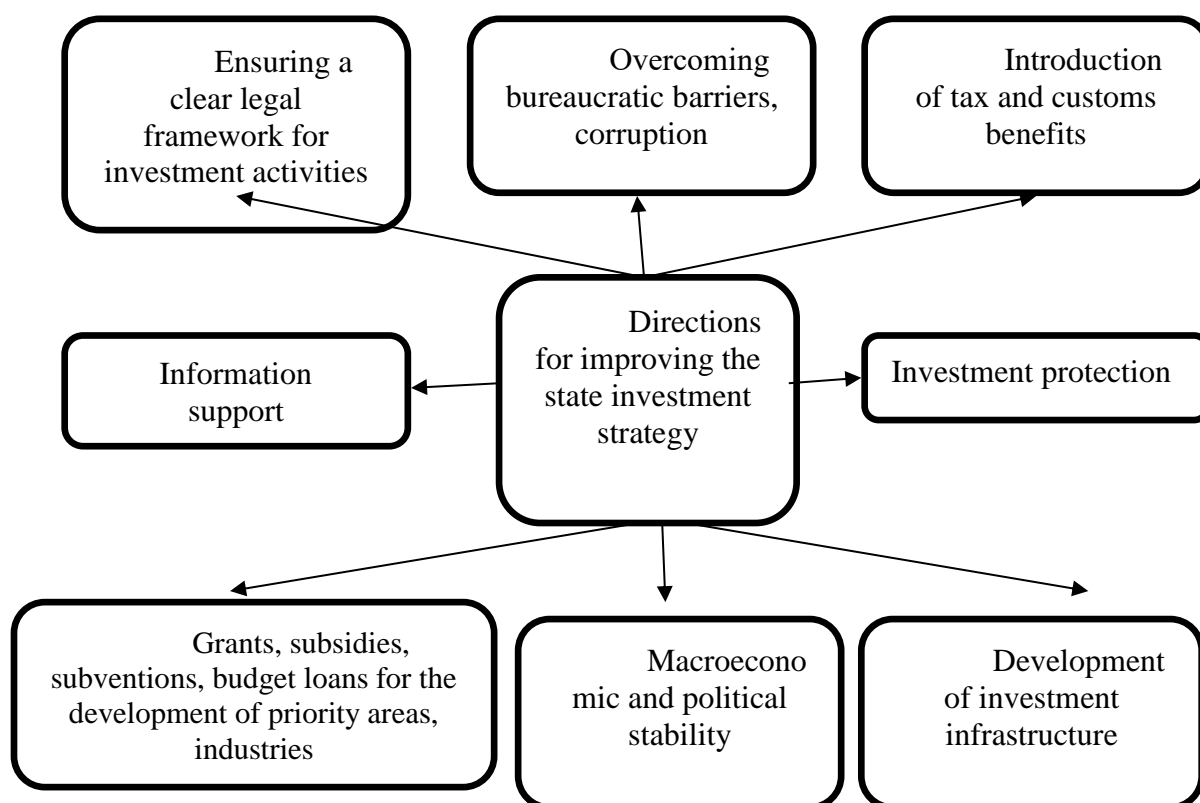 Ensuring a
clear legal
framework for
investment activities
Overcoming
bureaucratic barriers,
corruption
Introduction
of tax and customs
benefits
Information
support
Directions
for improving the
state investment
strategy
Investment protection
Grants, subsidies,
subventions, budget loans for the
development of priority areas,
industries
Macroecono
mic and political
stability
Development
of investment
infrastructure